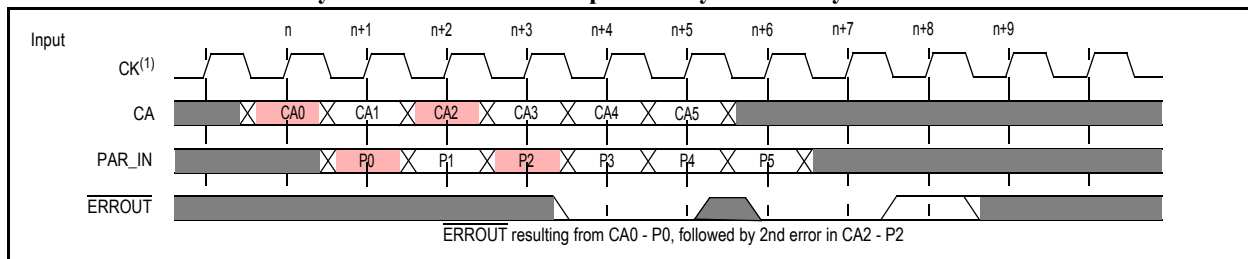 n n+1 n+2 n+3 n+4 n+5 n+6 n+7 n+8 n+9
Input
CK(1)
CA CA0 CA1 CA2 CA3 CA4 CA5
PAR_IN P0 P1 P2 P3 P4 P5
ERROUT
ERROUT resulting from CA0 - P0, followed by 2nd error in CA2 - P2